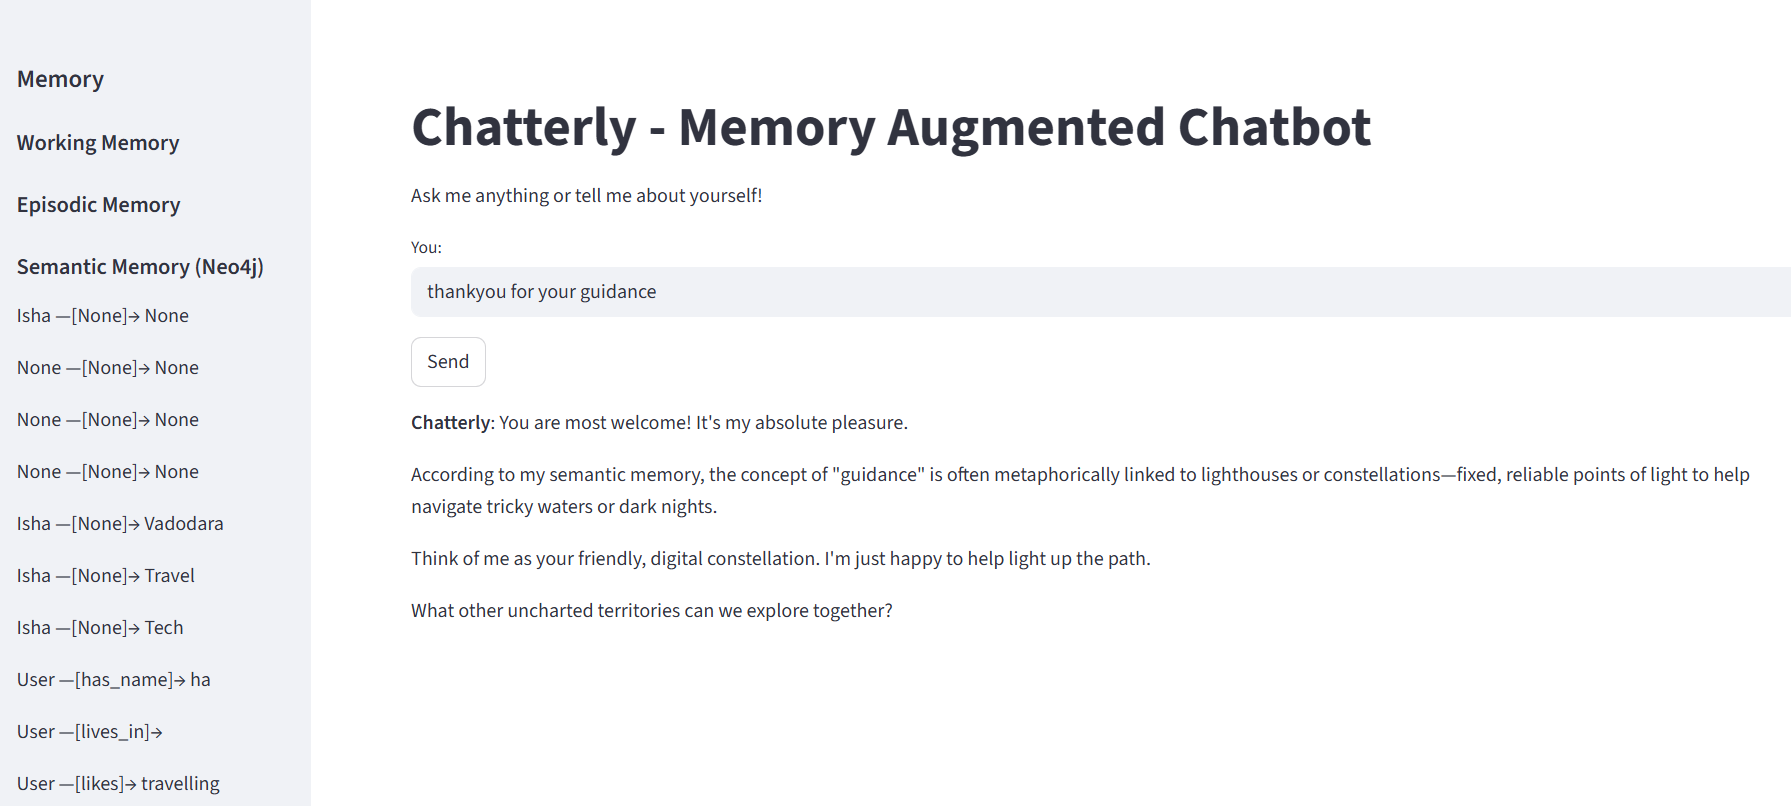 Memory
Working Memory
Episodic Memory
Semantic Memory (Neo4j)
Isha —[None]→ None
None —[None]→ None
None —[None]→ None
None —[None]→ None
Isha —[None]→ Vadodara
Isha —[None]→ Travel
Isha —[None]→ Tech
User —[has_name]→ ha
User —[lives_in]→
User —[likes]→ travelling
Chatterly - Memory Augmented Chatbot
Ask me anything or tell me about yourself!
You:
thankyou for your guidance
Send
Chatterly: You are most welcome! It's my absolute pleasure.
According to my semantic memory, the concept of "guidance" is often metaphorically linked to lighthouses or constellations—fixed, reliable points of light to help
navigate tricky waters or dark nights.
Think of me as your friendly, digital constellation. I'm just happy to help light up the path.
What other uncharted territories can we explore together?